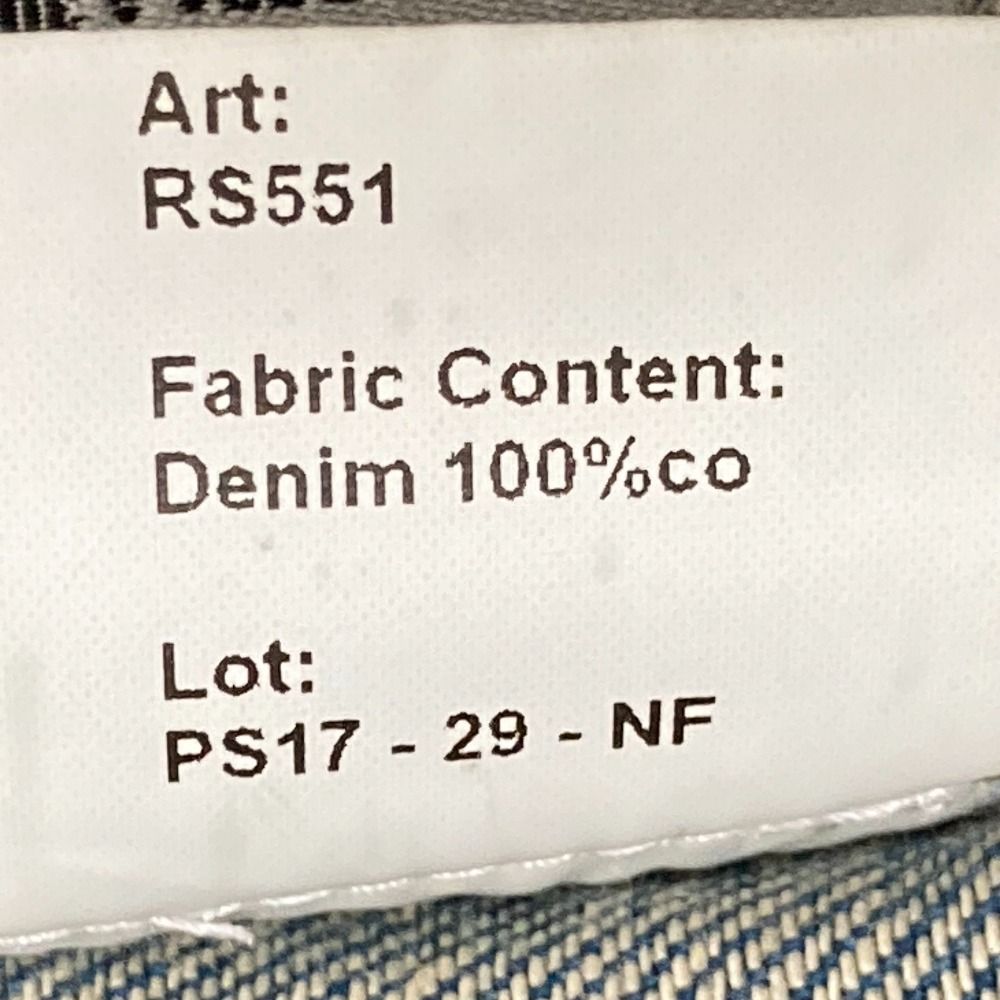 Art:
RS551
Fabric Content:
Denim 100%co
Lot:
PS17 - 29 - NF